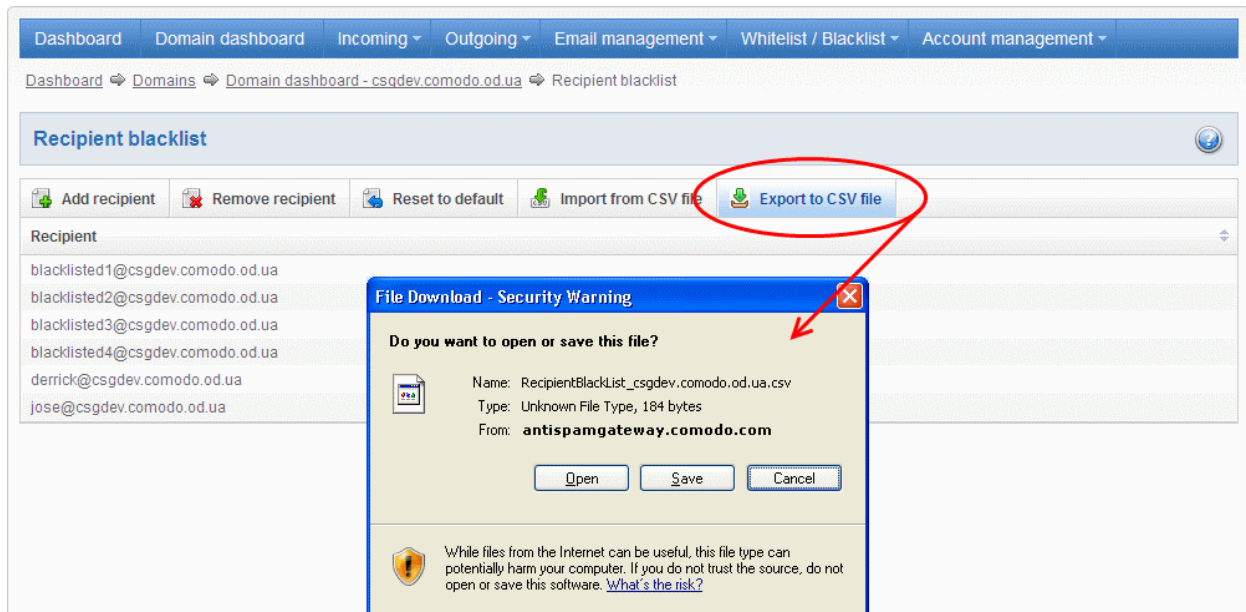 Dashboard Domain dashboard Incoming Outgoing Email management Whitelist / Blacklist Account management
Dashboard Domains Domain dashboard - csgdev.comodo.od.ua Recipient blacklist
Recipient blacklist
Add recipient Remove recipient Reset to default Import from CSV file Export to CSV file
Recipient
blacklisted1@csgdev.comodo.od.ua
blacklisted2@csgdev.comodo.od.ua
blacklisted3@csgdev.comodo.od.ua
blacklisted4@csgdev.comodo.od.ua
derrick@csgdev.comodo.od.ua
jose@csgdev.comodo.od.ua
File Download - Security Warning
Do you want to open or save this file?
Name: RecipientBlackList_csgdev.comodo.od.ua.csv
Type: Unknown File Type, 184 bytes
From: antispamgateway.comodo.com
Open Save Cancel
While files from the Internet can be useful, this file type can
potentially harm your computer. If you do not trust the source, do not
open or save this software. What's the risk?